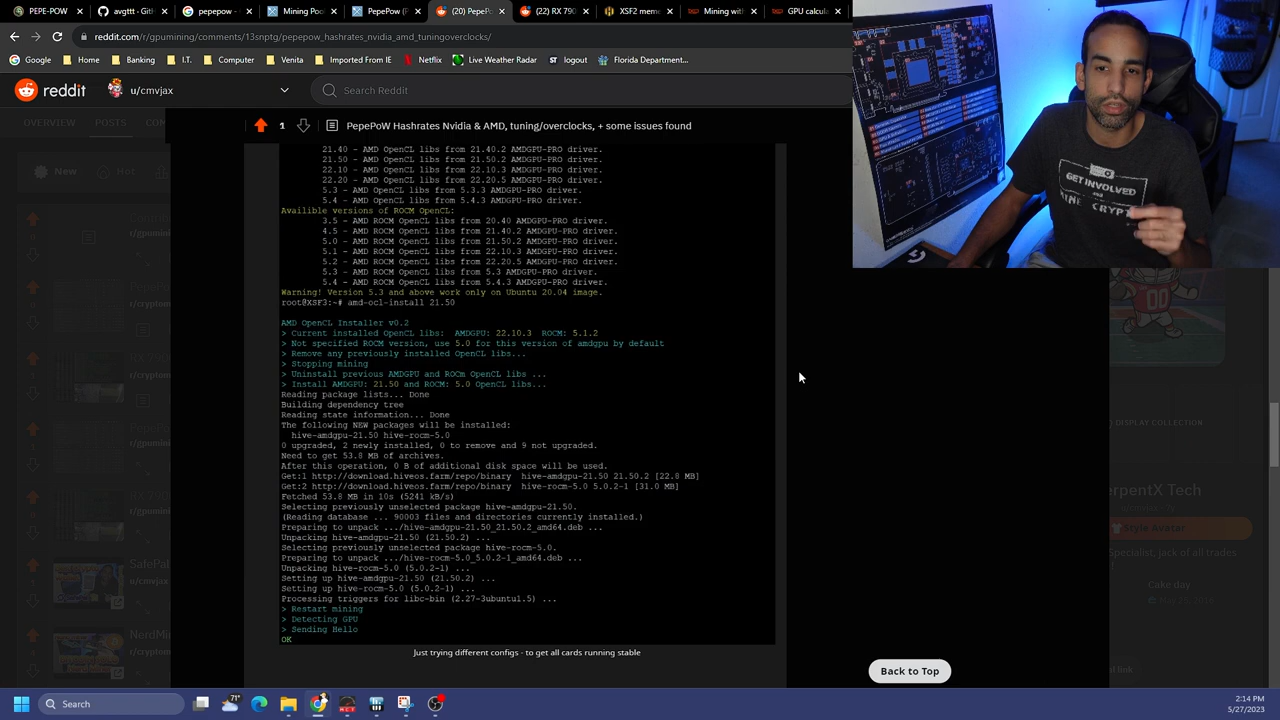 PEPE-POW
avgttt · GitH
pepepow -
Mining Poo
PepePow (P
(20) PepeP
(22) RX 790
XSF2 mem
Mining wit
GPU calcula
Google
Home
Banking
Venita
Imported From IE
Netflix
Live Weather Radar
logout
Florida Department...
reddit
u/cmvjax
Search Reddit
OVERVIEW
POSTS
New
Hot
1
PepePoW Hashrates Nvidia & AMD, tuning/overclocks, + some issues found
21.40 - AMD OpenCL libs from 21.40.2 AMDGPU-PRO driver.
21.50 - AMD OpenCL libs from 21.50.2 AMDGPU-PRO driver.
22.10 - AMD OpenCL libs from 22.10.3 AMDGPU-PRO driver.
22.20 - AMD OpenCL libs from 22.20.5 AMDGPU-PRO driver.
5.3 - AMD OpenCL libs from 5.3.3 AMDGPU-PRO driver.
5.4 - AMD OpenCL libs from 5.4.3 AMDGPU-PRO driver.
Availible versions of ROCM OpenCL:
3.5 - AMD ROCM OpenCL libs from 20.40 AMDGPU-PRO driver.
4.5 - AMD ROCM OpenCL libs from 21.40.2 AMDGPU-PRO driver.
5.0 - AMD ROCM OpenCL libs from 21.50.2 AMDGPU-PRO driver.
5.1 - AMD ROCM OpenCL libs from 22.10.3 AMDGPU-PRO driver.
5.2 - AMD ROCM OpenCL libs from 22.20.5 AMDGPU-PRO driver.
5.3 - AMD ROCM OpenCL libs from 5.3 AMDGPU-PRO driver.
5.4 - AMD ROCM OpenCL libs from 5.4.3 AMDGPU-PRO driver.
Warning! Version 5.3 and above work only on Ubuntu 20.04 image.
root@XSF3:~# amd-ocl-install 21.50
AMD OpenCL Installer v0.2
> Current installed OpenCL libs: AMDGPU: 22.10.3 ROCM: 5.1.2
> Not specified ROCM version, use 5.0 for this version of amdgpu by default
> Remove any previously installed OpenCL libs...
> Stopping mining
> Uninstall previous AMDGPU and ROCm OpenCL libs ...
> Install AMDGPU: 21.50 and ROCM: 5.0 OpenCL libs...
Reading package lists... Done
Building dependency tree
Reading state information... Done
The following NEW packages will be installed:
hive-amdgpu-21.50 hive-rocm-5.0
0 upgraded, 2 newly installed, 0 to remove and 9 not upgraded.
Need to get 53.8 MB of archives.
After this operation, 0 B of additional disk space will be used.
Get:1 http://download.hiveos.farm/repo/binary hive-amdgpu-21.50 21.50.2 [22.8 MB]
Get:2 http://download.hiveos.farm/repo/binary hive-rocm-5.0 5.0.2-1 [31.0 MB]
Fetched 53.8 MB in 10s (5241 kB/s)
Selecting previously unselected package hive-amdgpu-21.50.
(Reading database ... 90003 files and directories currently installed.)
Preparing to unpack .../hive-amdgpu-21.50_21.50.2_amd64.deb ...
Unpacking hive-amdgpu-21.50 (21.50.2) ...
Selecting previously unselected package hive-rocm-5.0.
Preparing to unpack .../hive-rocm-5.0_5.0.2-1_amd64.deb ...
Unpacking hive-rocm-5.0 (5.0.2-1) ...
Setting up hive-amdgpu-21.50 (21.50.2) ...
Setting up hive-rocm-5.0 (5.0.2-1) ...
Processing triggers for libc-bin (2.27-3ubuntu1.5) ...
> Restart mining
> Detecting GPU
> Sending Hello
OK
Just trying different configs - to get all cards running stable
Back to Top
GET INVOLVED
DISPLAY COLLECTION
erpentX Tech
Style Avatar
Specialist, jack of all trades
Cake day
Search
71°
2:14 PM
5/27/2023